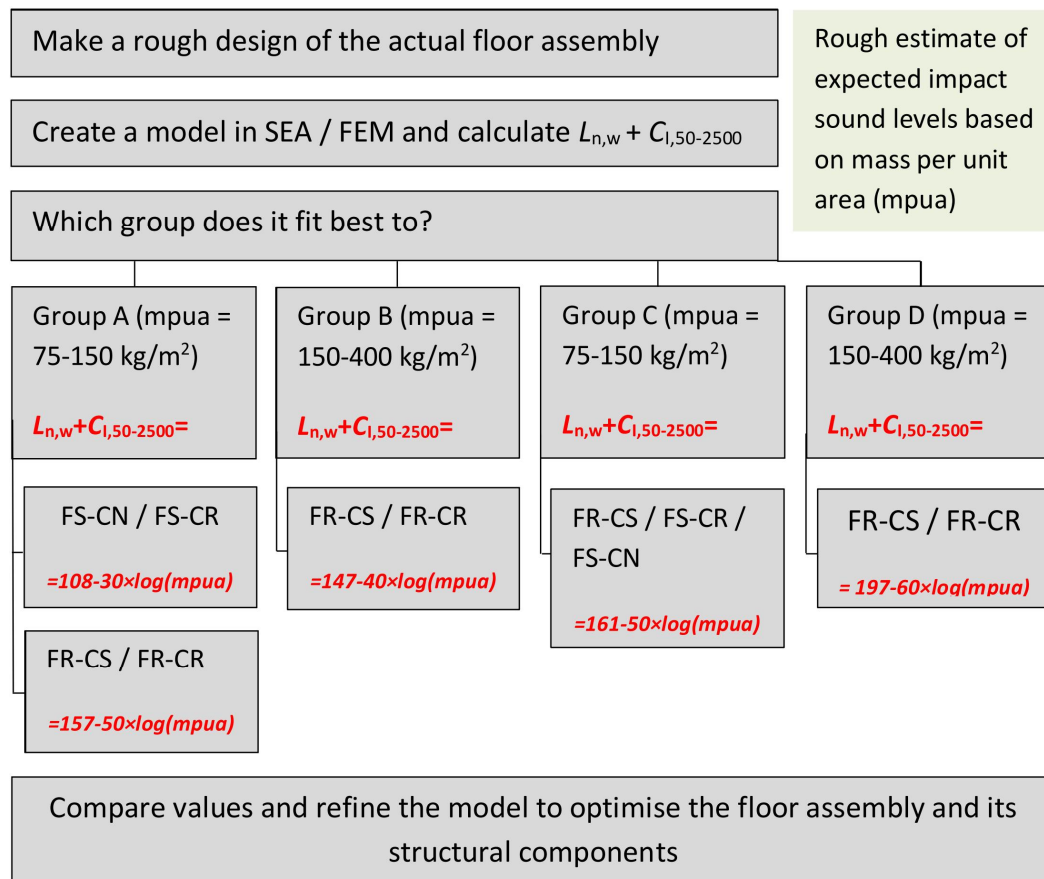 Make a rough design of the actual floor assembly
Rough estimate of
expected impact
sound levels based
on mass per unit
area (mpua)
Create a model in SEA / FEM and calculate Ln,w + CI,50-2500
Which group does it fit best to?
Group A (mpua =
75-150 kg/m²)
Ln,w+CI,50-2500=
FS-CN / FS-CR
=108-30×log(mpua)
FR-CS / FR-CR
=157-50×log(mpua)
Group B (mpua =
150-400 kg/m²)
Ln,w+CI,50-2500=
FR-CS / FR-CR
=147-40×log(mpua)
Group C (mpua =
75-150 kg/m²)
Ln,w+CI,50-2500=
FR-CS / FS-CR /
FS-CN
=161-50×log(mpua)
Group D (mpua =
150-400 kg/m²)
Ln,w+CI,50-2500=
FR-CS / FR-CR
= 197-60×log(mpua)
Compare values and refine the model to optimise the floor assembly and its
structural components